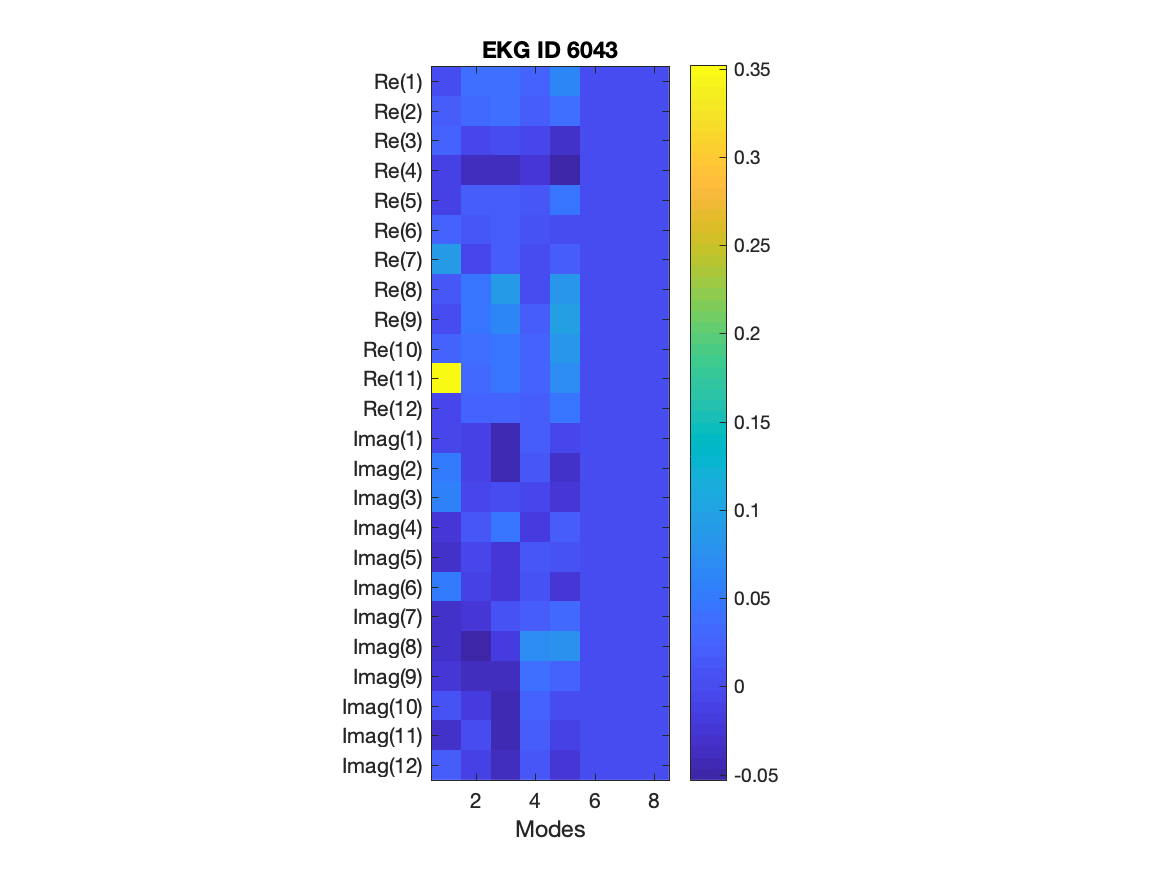 EKG ID 6043
Re(1)
Re(2)
Re(3)
Re(4)
Re(5)
Re(6)
Re(7)
Re(8)
Re(9)
Re(10)
Re(11)
Re(12)
Imag(1)
Imag(2)
Imag(3)
Imag(4)
Imag(5)
Imag(6)
Imag(7)
Imag(8)
Imag(9)
Imag(10)
Imag(11)
Imag(12)
2 4 6 8
Modes
0.35
0.3
0.25
0.2
0.15
0.1
0.05
0
-0.05